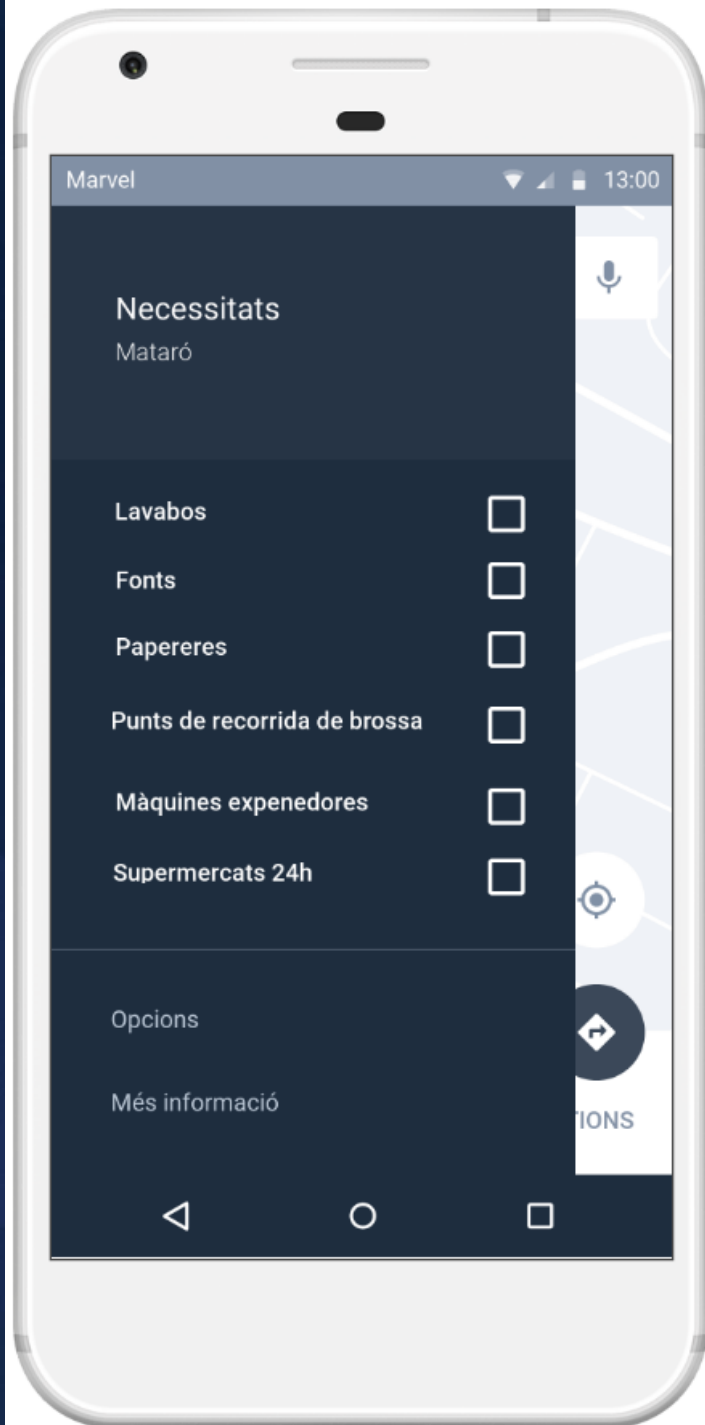 Marvel 13:00
Necessitats
Mataró
Lavabos
Fonts
Papereres
Punts de recorrida de brossa
Màquines expenedores
Supermercats 24h
Opcions
Més informació
TIONS